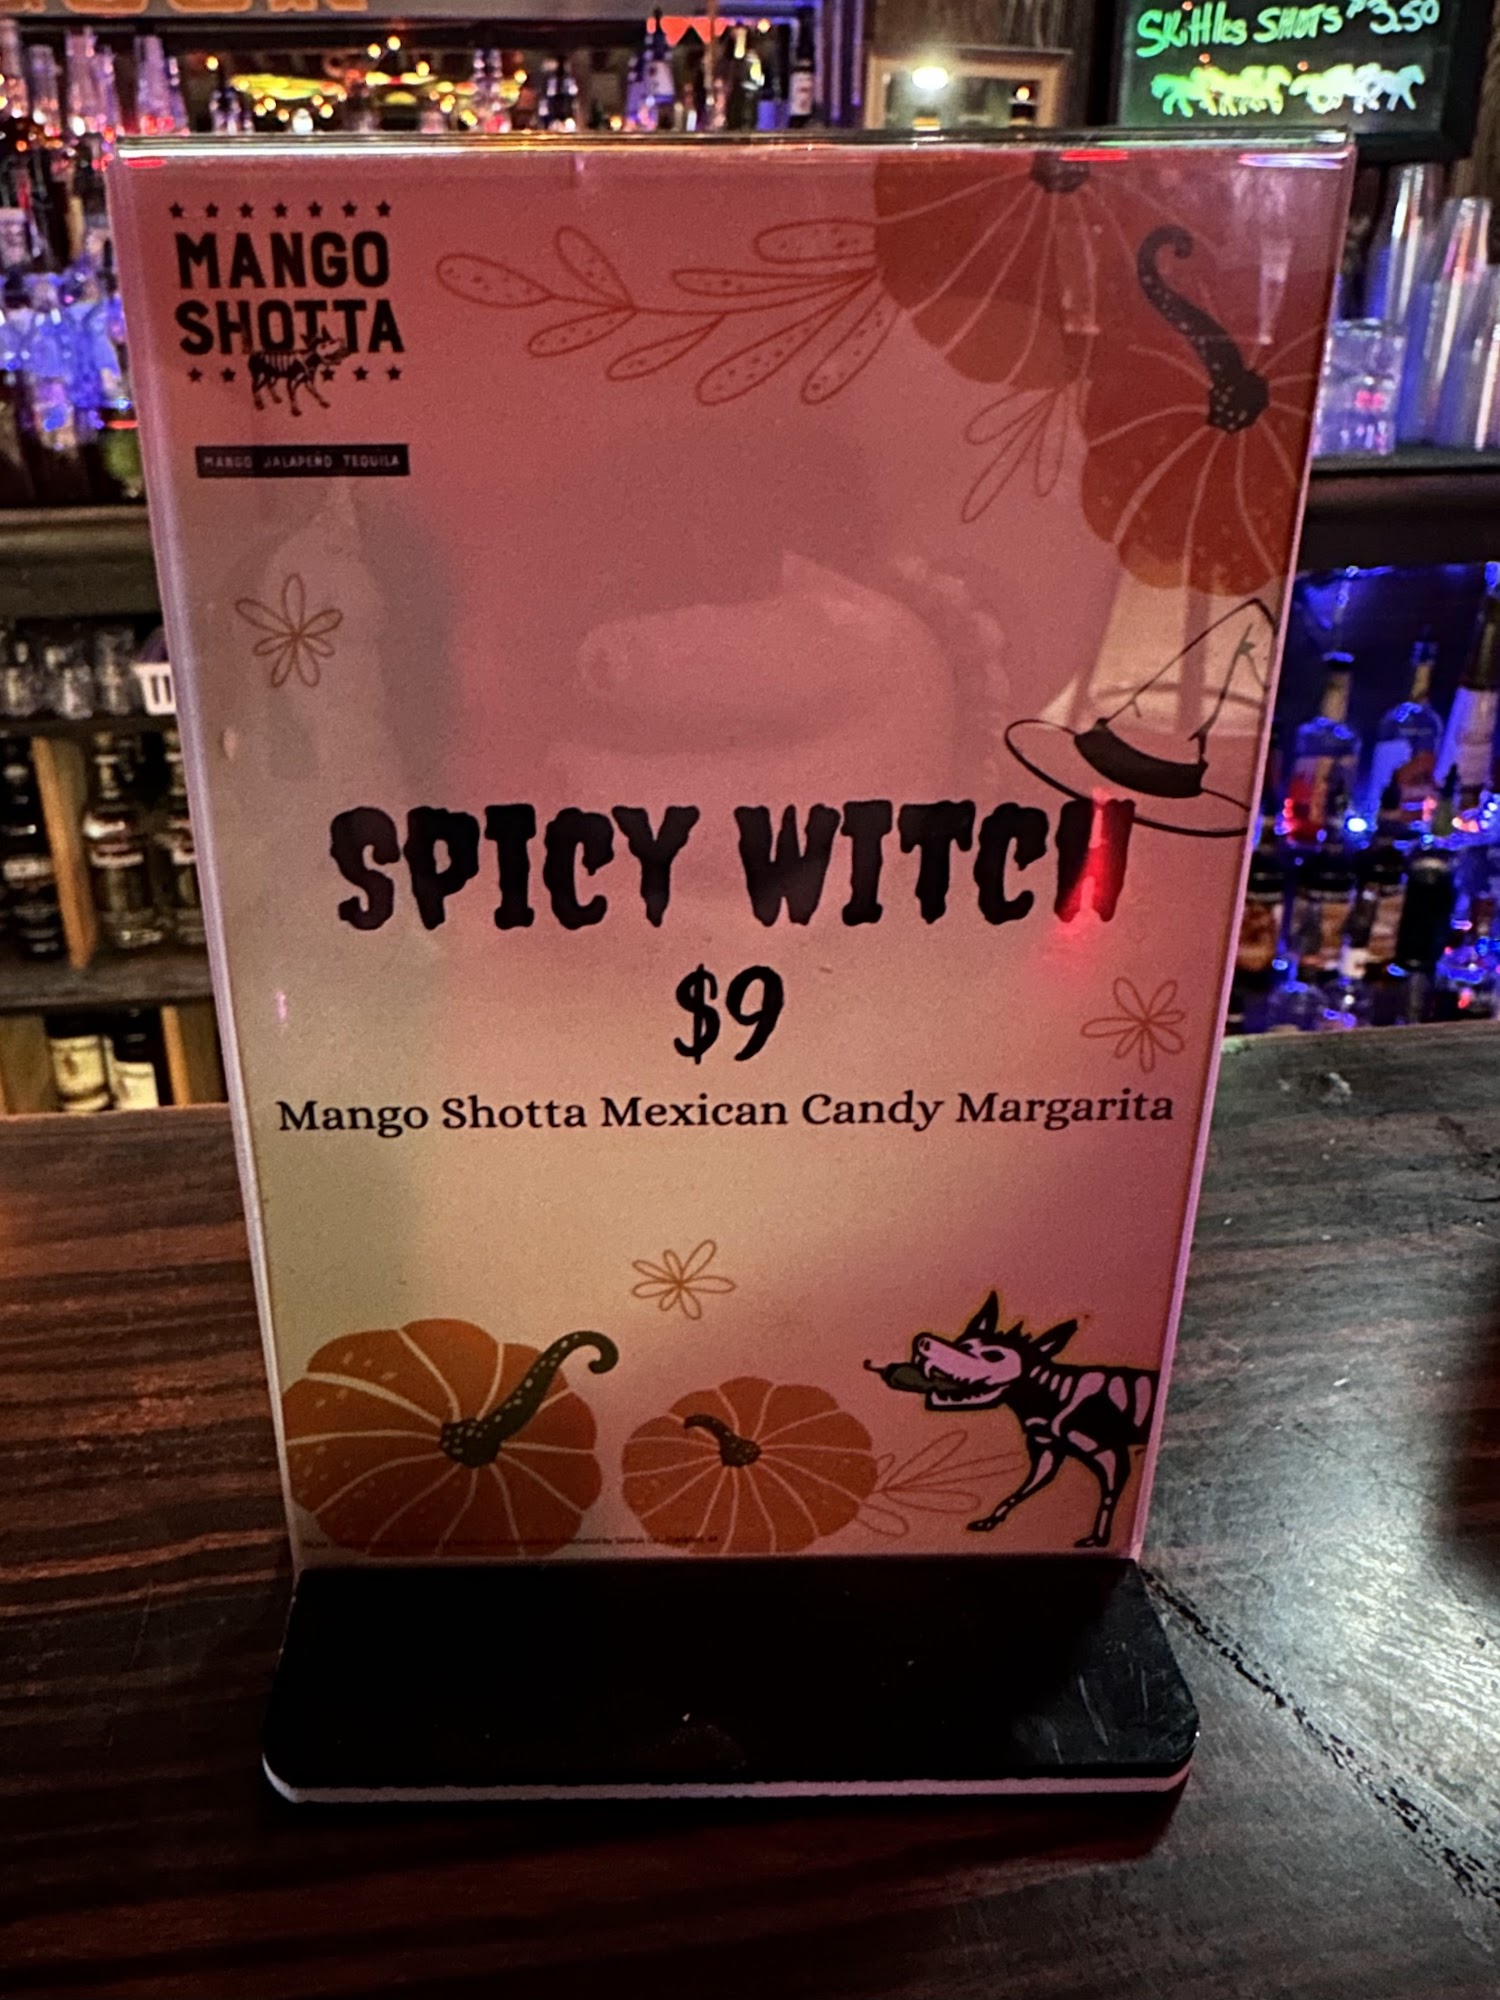 Skittles SHOTS $3.50
MANGO
SHOTTA
MANGO JALAPEÑO TEQUILA
SPICY WITCH
$9
Mango Shotta Mexican Candy Margarita